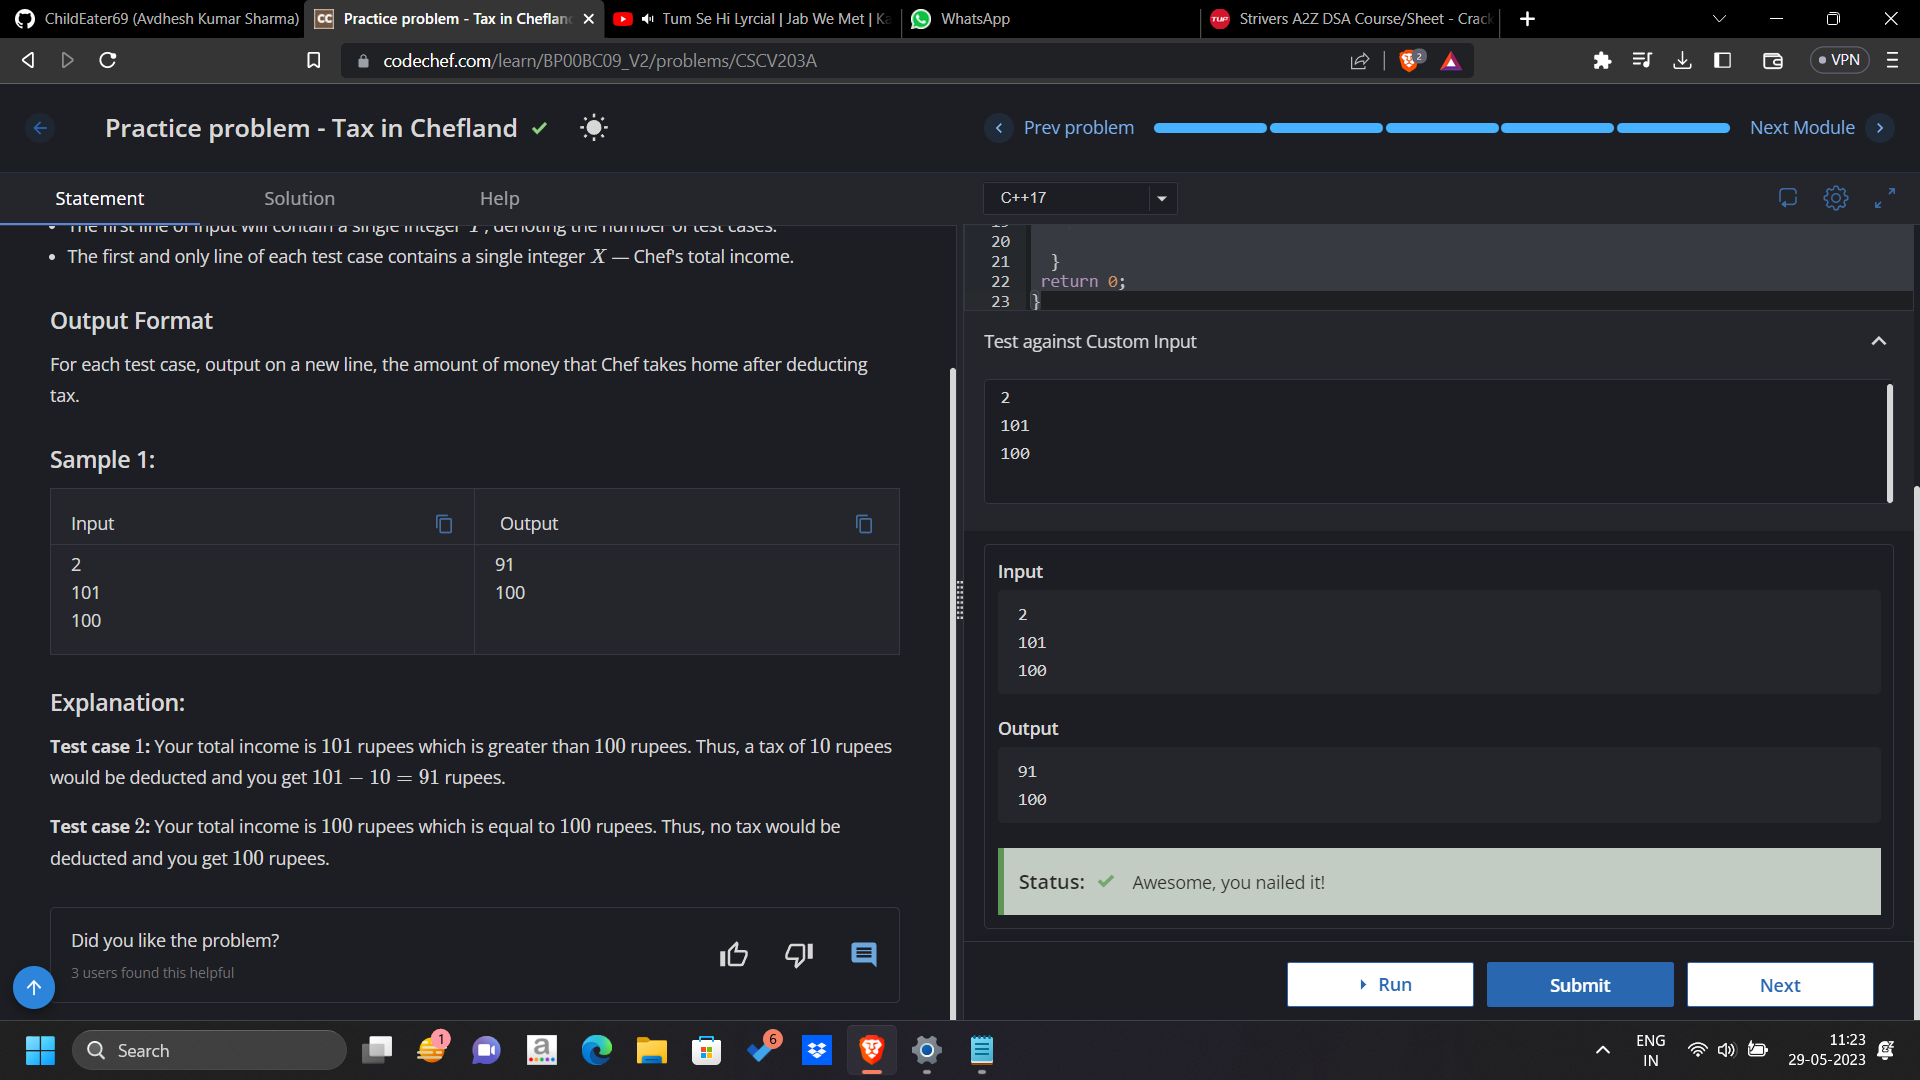 ChildEater69 (Avdhesh Kumar Sharma)
Practice problem - Tax in Cheflan
Tum Se Hi Lyrcial | Jab We Met | Ka
WhatsApp
Strivers A2Z DSA Course/Sheet - Crack
codechef.com/learn/BP00BC09_V2/problems/CSCV203A
2
VPN
Practice problem - Tax in Chefland
Prev problem
Next Module
Statement
Solution
Help
C++17
• The first line of input will contain a single integer T, denoting the number of test cases.
• The first and only line of each test case contains a single integer X — Chef's total income.
Output Format
For each test case, output on a new line, the amount of money that Chef takes home after deducting
tax.
Sample 1:
Input
Output
2
101
100
91
100
Explanation:
Test case 1: Your total income is 101 rupees which is greater than 100 rupees. Thus, a tax of 10 rupees
would be deducted and you get 101 − 10 = 91 rupees.
Test case 2: Your total income is 100 rupees which is equal to 100 rupees. Thus, no tax would be
deducted and you get 100 rupees.
Did you like the problem?
3 users found this helpful
19
20
21 }
22 return 0;
23 }
Test against Custom Input
2
101
100
Input
2
101
100
Output
91
100
Status: ✓ Awesome, you nailed it!
Run
Submit
Next
Search
1
a
6
ENG
IN
11:23
29-05-2023